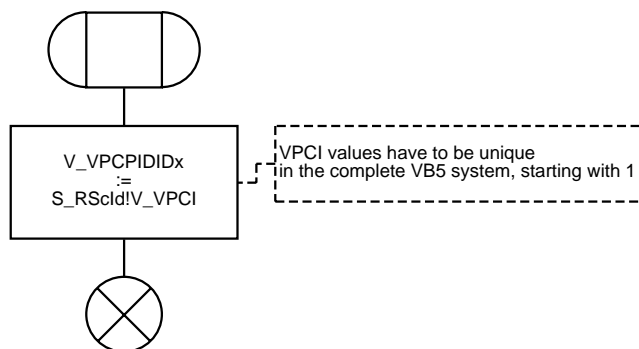 V_VPCPIDIDx
:=
S_RScId!V_VPCI
VPCI values have to be unique
in the complete VB5 system, starting with 1